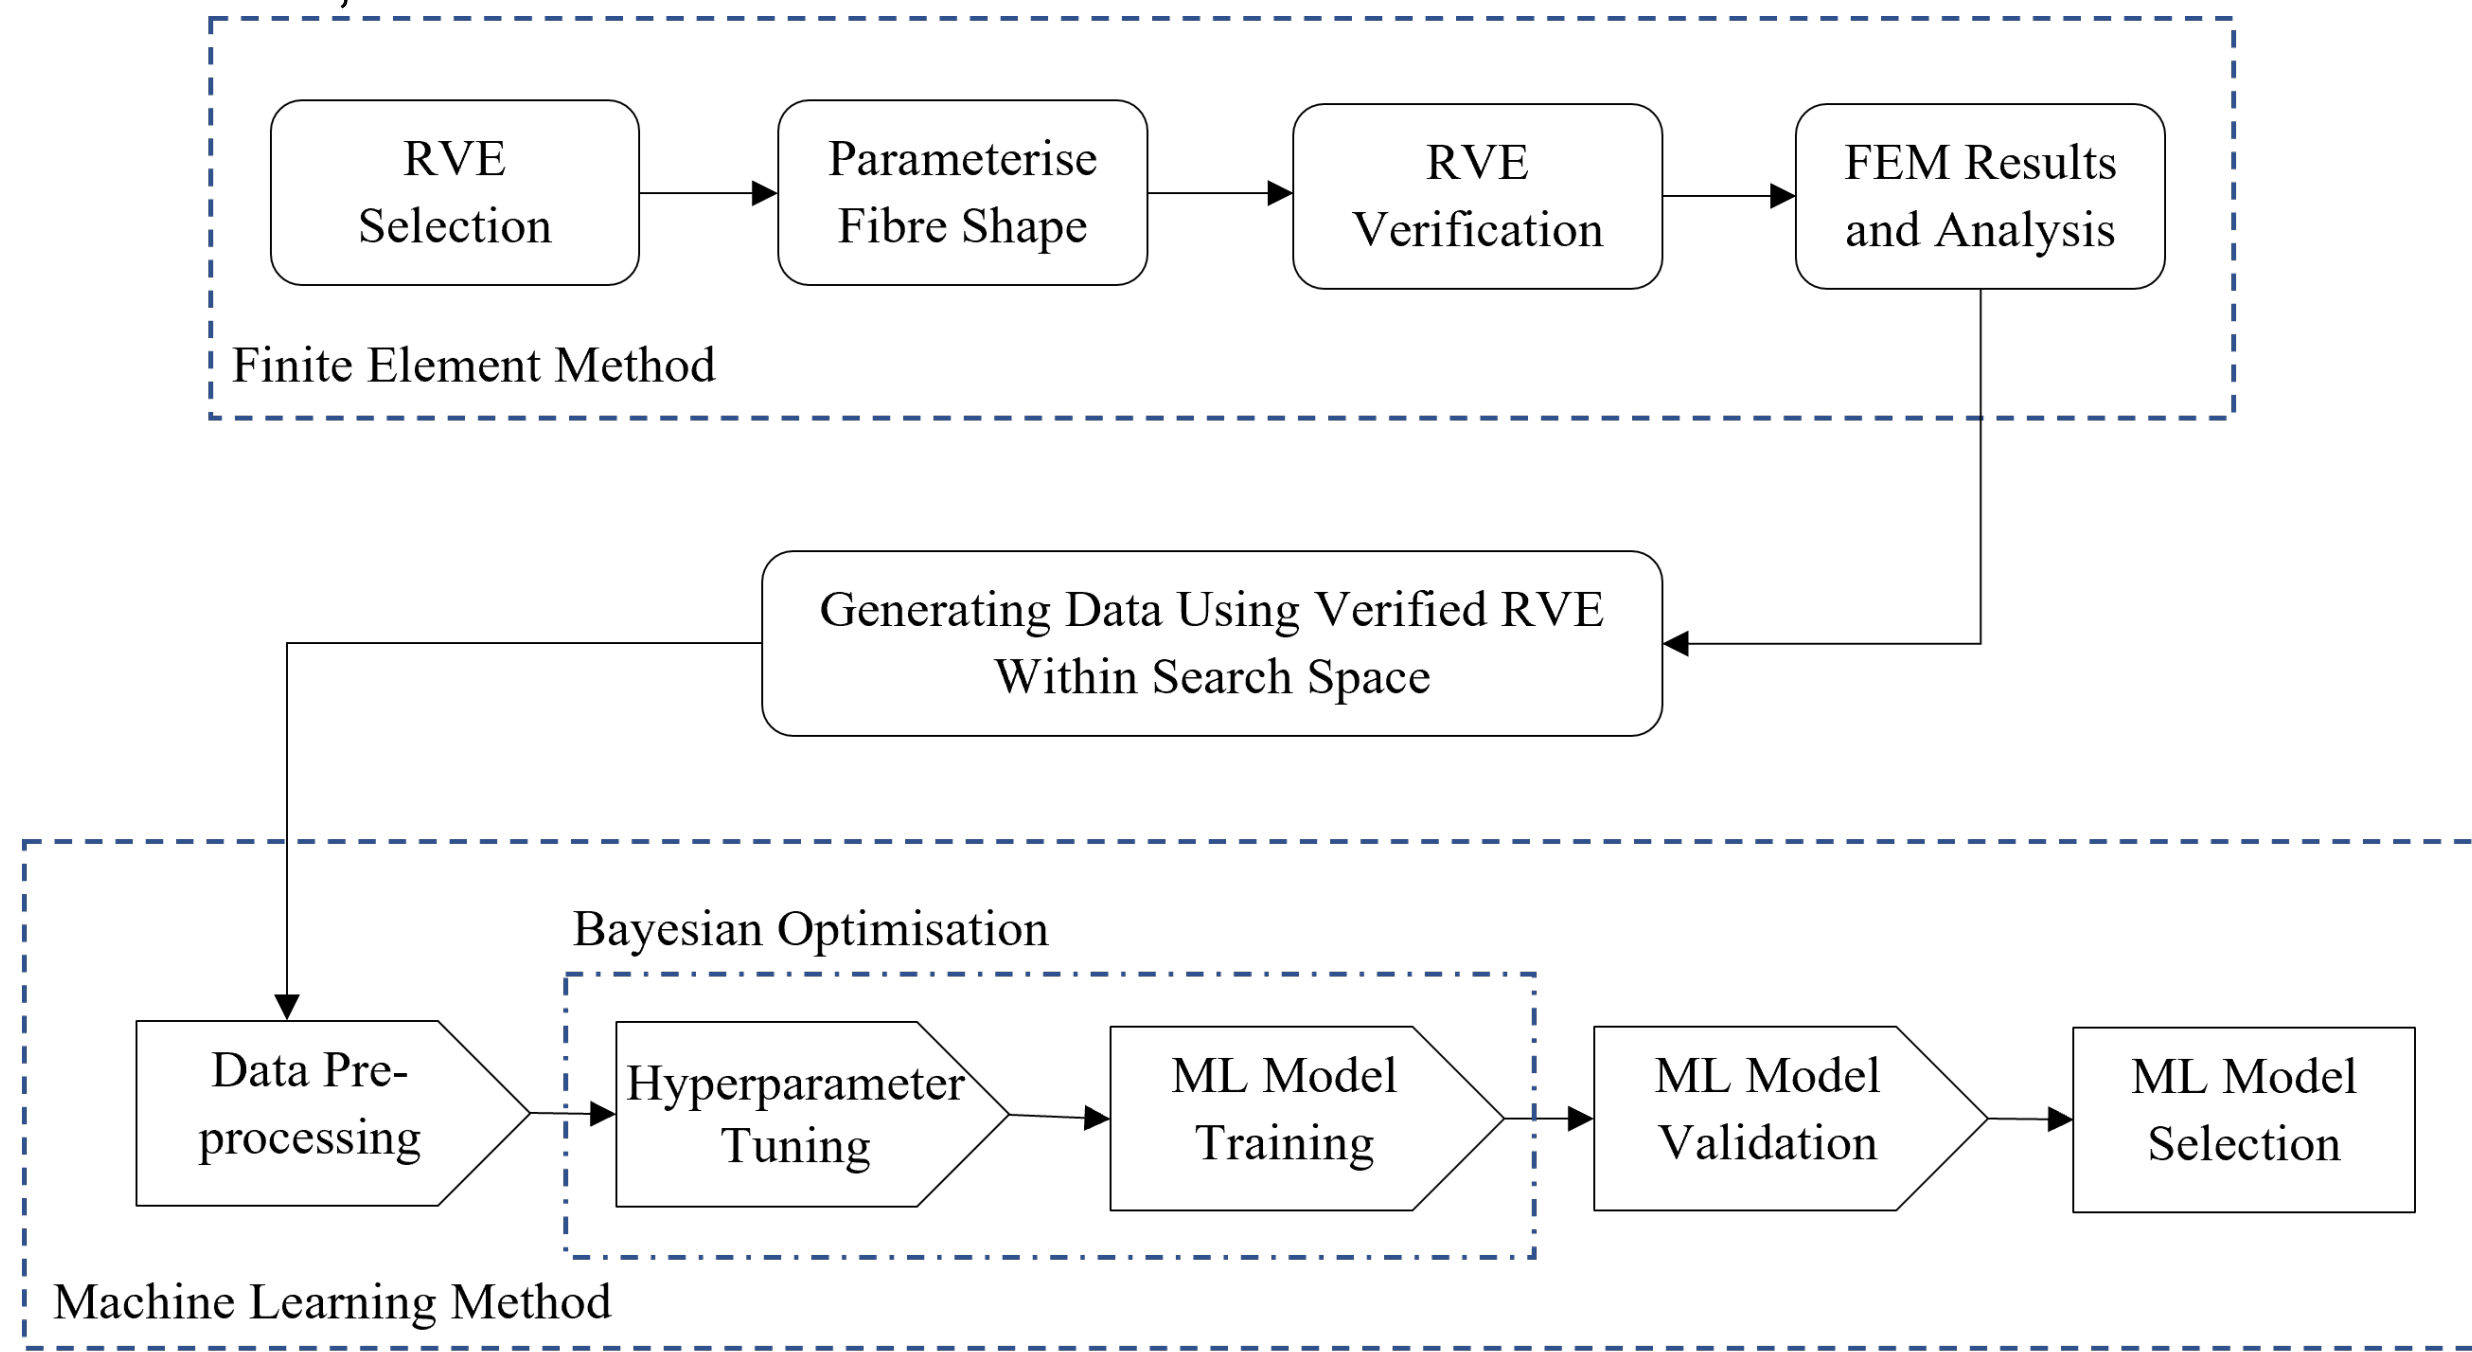 RVE
Selection
Parameterise
Fibre Shape
RVE
Verification
FEM Results
and Analysis
Finite Element Method
Generating Data Using Verified RVE
Within Search Space
Bayesian Optimisation
Data Pre-
processing
Hyperparameter
Tuning
ML Model
Training
ML Model
Validation
ML Model
Selection
Machine Learning Method